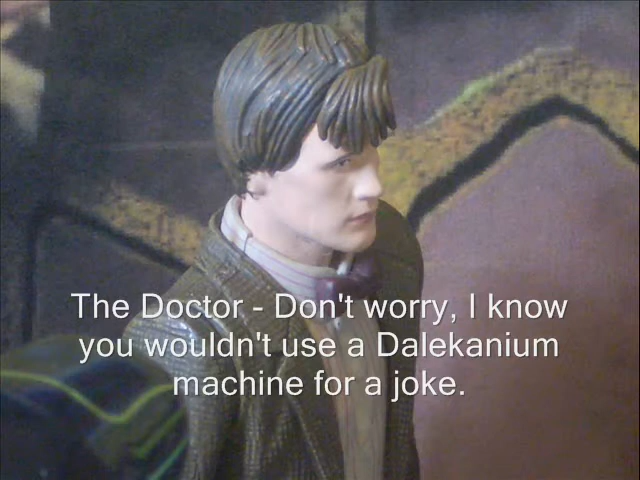 The Doctor - Don't worry, I know
you wouldn't use a Dalekanium
machine for a joke.